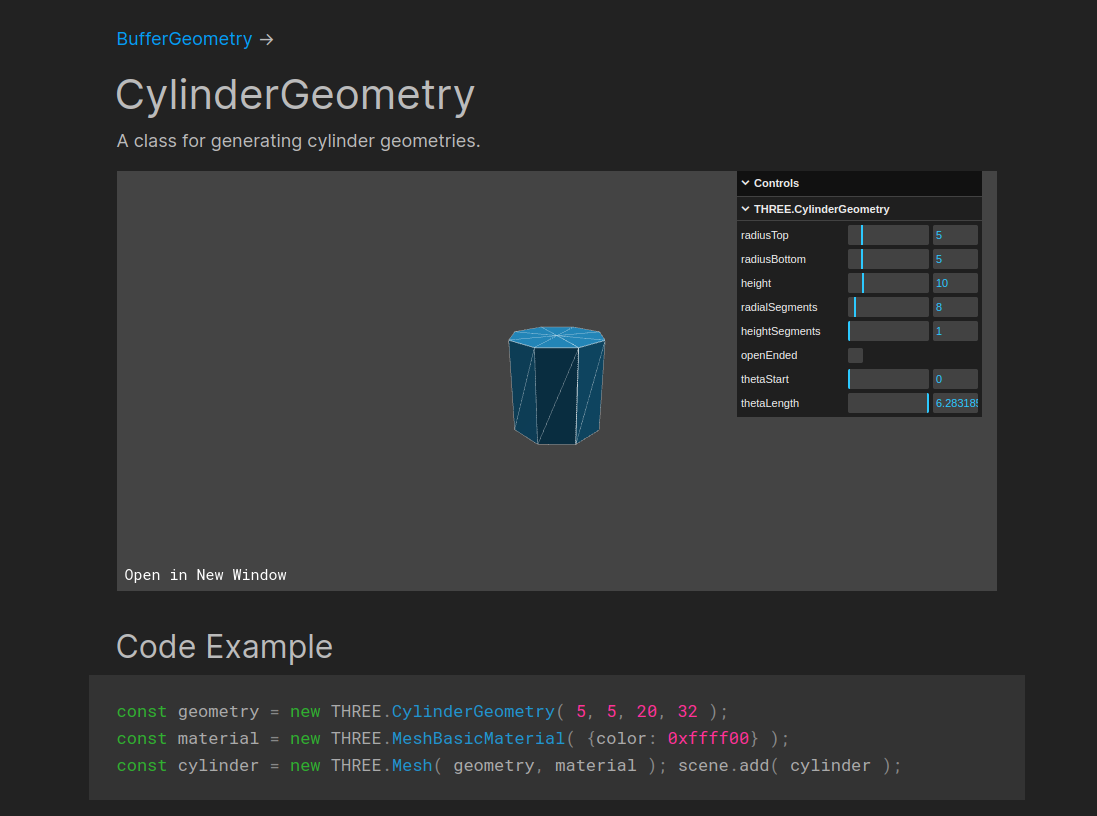 BufferGeometry →
CylinderGeometry
A class for generating cylinder geometries.
Controls
THREE.CylinderGeometry
radiusTop 5
radiusBottom 5
height 10
radialSegments 8
heightSegments 1
openEnded
thetaStart 0
thetaLength 6.283185
Open in New Window
Code Example
const geometry = new THREE.CylinderGeometry( 5, 5, 20, 32 );
const material = new THREE.MeshBasicMaterial( {color: 0xffff00} );
const cylinder = new THREE.Mesh( geometry, material ); scene.add( cylinder );